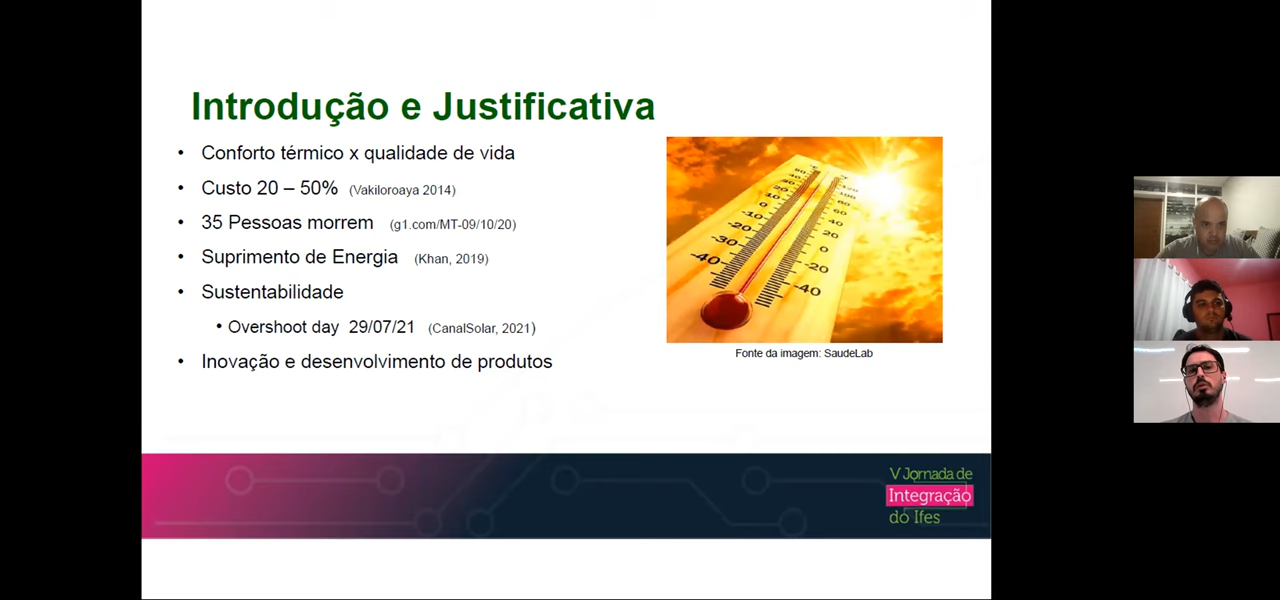 Introdução e Justificativa
• Conforto térmico x qualidade de vida
• Custo 20 – 50% (Vakiloroaya 2014)
• 35 Pessoas morrem (g1.com/MT-09/10/20)
• Suprimento de Energia (Khan, 2019)
• Sustentabilidade
• Overshoot day 29/07/21 (CanalSolar, 2021)
• Inovação e desenvolvimento de produtos
Fonte da imagem: SaudeLab
V Jornada de
Integração
do Ifes